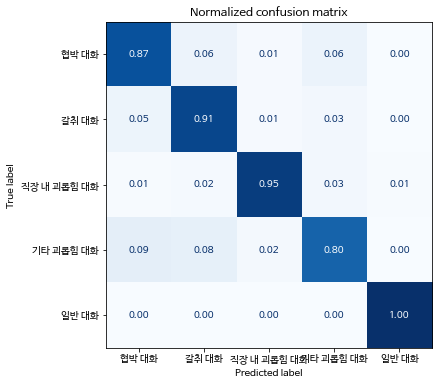 Normalized confusion matrix
True label
협박 대화 0.87 0.06 0.01 0.06 0.00
갈취 대화 0.05 0.91 0.01 0.03 0.00
직장 내 괴롭힘 대화 0.01 0.02 0.95 0.03 0.01
기타 괴롭힘 대화 0.09 0.08 0.02 0.80 0.00
일반 대화 0.00 0.00 0.00 0.00 1.00
협박 대화 갈취 대화 직장 내 괴롭힘 대화 기타 괴롭힘 대화 일반 대화
Predicted label